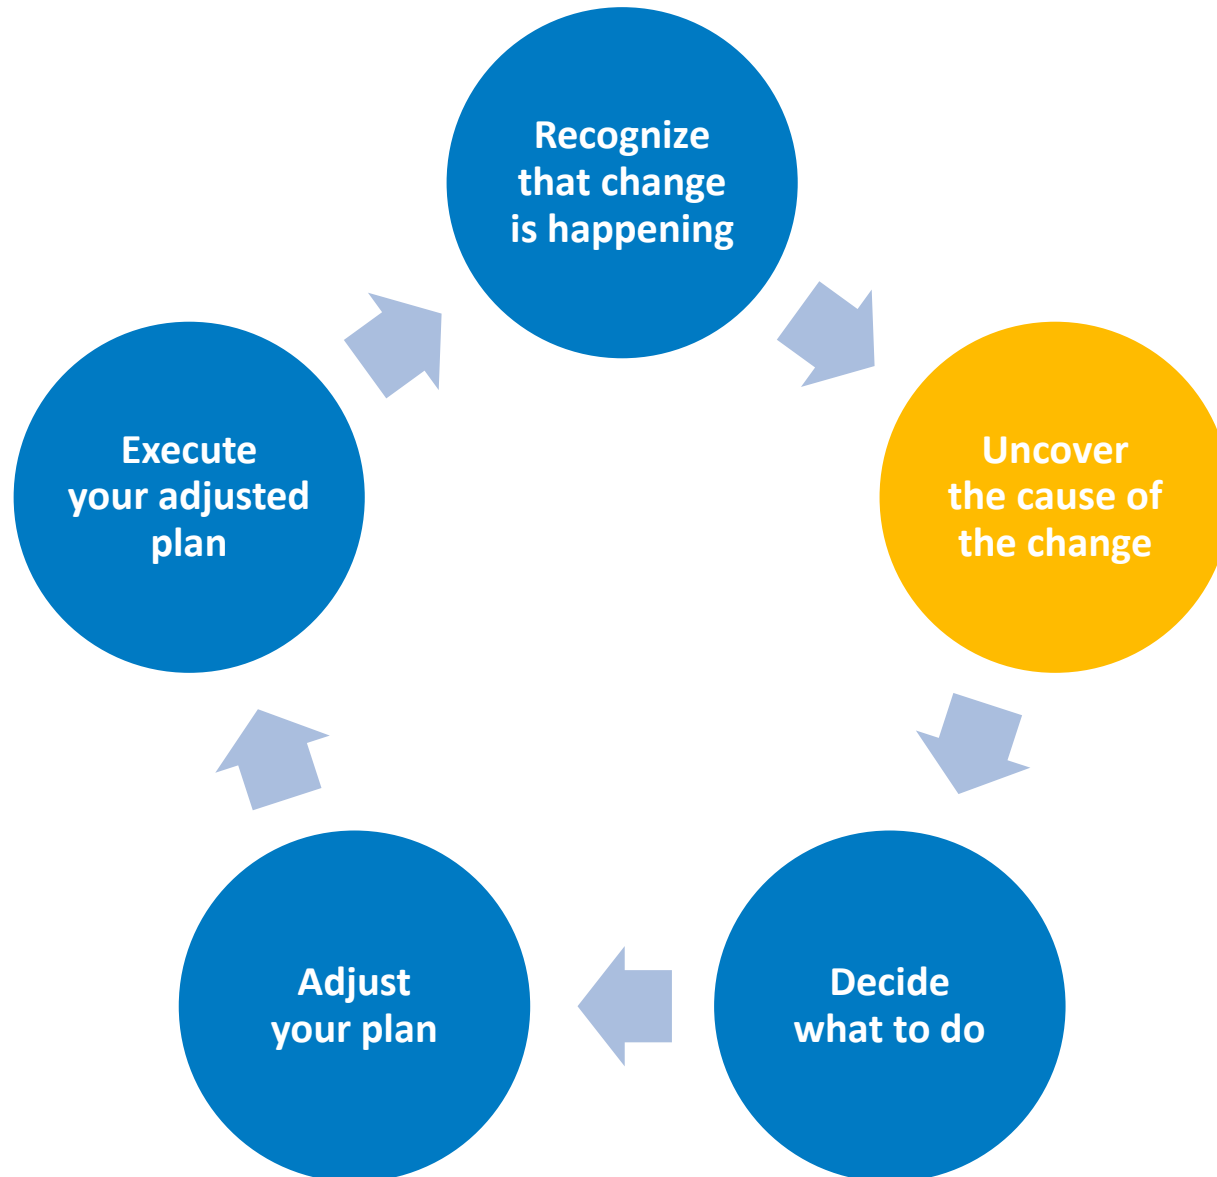 Recognize
that change
is happening
Uncover
the cause of
the change
Decide
what to do
Adjust
your plan
Execute
your adjusted
plan